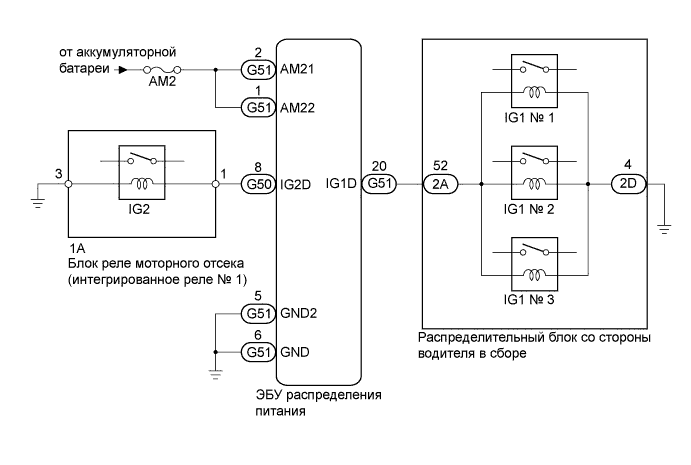 от аккумуляторной
батареи
AM2
2
G51
AM21
1
G51
AM22
3
1
IG2
8
G50
IG2D
IG1D
20
G51
1A
Блок реле моторного отсека
(интегрированное реле № 1)
5
G51
GND2
6
G51
GND
ЭБУ распределения
питания
52
2A
IG1 № 1
IG1 № 2
IG1 № 3
4
2D
Распределительный блок со стороны
водителя в сборе